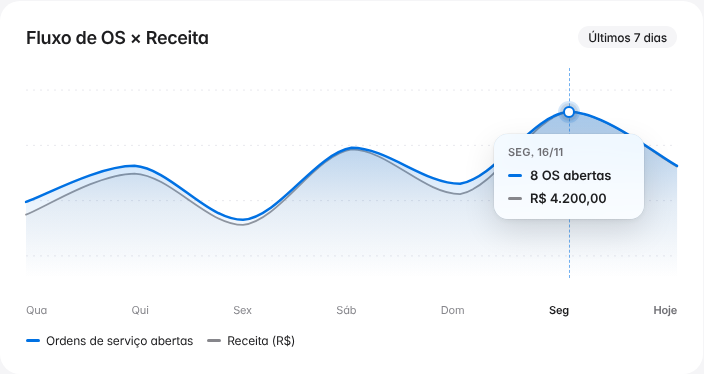 Fluxo de OS × Receita
Últimos 7 dias
SEG, 16/11
8 OS abertas
R$ 4.200,00
Qua Qui Sex Sáb Dom Seg Hoje
Ordens de serviço abertas Receita (R$)